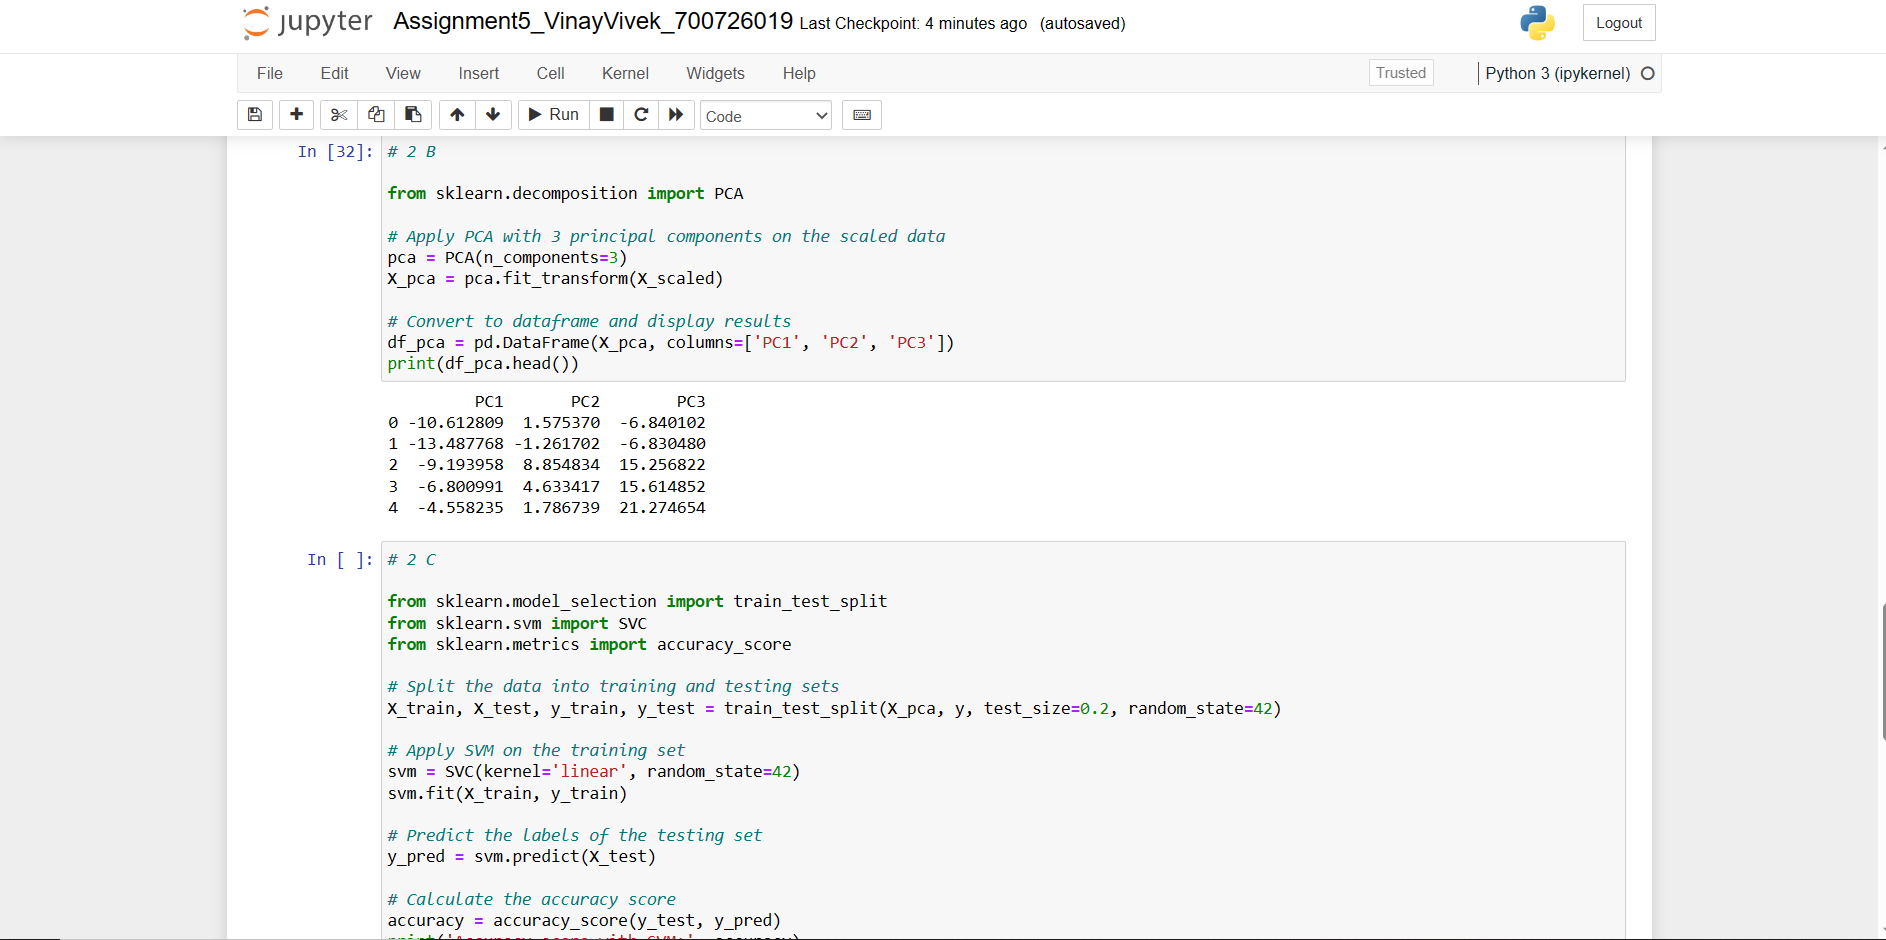 jupyter Assignment5_VinayVivek_700726019 Last Checkpoint: 4 minutes ago (autosaved) Logout
File Edit View Insert Cell Kernel Widgets Help Trusted Python 3 (ipykernel)
Run Code
In [32]: # 2 B
from sklearn.decomposition import PCA
# Apply PCA with 3 principal components on the scaled data
pca = PCA(n_components=3)
X_pca = pca.fit_transform(X_scaled)
# Convert to dataframe and display results
df_pca = pd.DataFrame(X_pca, columns=['PC1', 'PC2', 'PC3'])
print(df_pca.head())
PC1 PC2 PC3
0 -10.612809 1.575370 -6.840102
1 -13.487768 -1.261702 -6.830480
2 -9.193958 8.854834 15.256822
3 -6.800991 4.633417 15.614852
4 -4.558235 1.786739 21.274654
In [ ]: # 2 C
from sklearn.model_selection import train_test_split
from sklearn.svm import SVC
from sklearn.metrics import accuracy_score
# Split the data into training and testing sets
X_train, X_test, y_train, y_test = train_test_split(X_pca, y, test_size=0.2, random_state=42)
# Apply SVM on the training set
svm = SVC(kernel='linear', random_state=42)
svm.fit(X_train, y_train)
# Predict the labels of the testing set
y_pred = svm.predict(X_test)
# Calculate the accuracy score
accuracy = accuracy_score(y_test, y_pred)